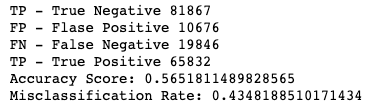 TP - True Negative 81867
FP - Flase Positive 10676
FN - False Negative 19846
TP - True Positive 65832
Accuracy Score: 0.5651811489828565
Misclassification Rate: 0.4348188510171434